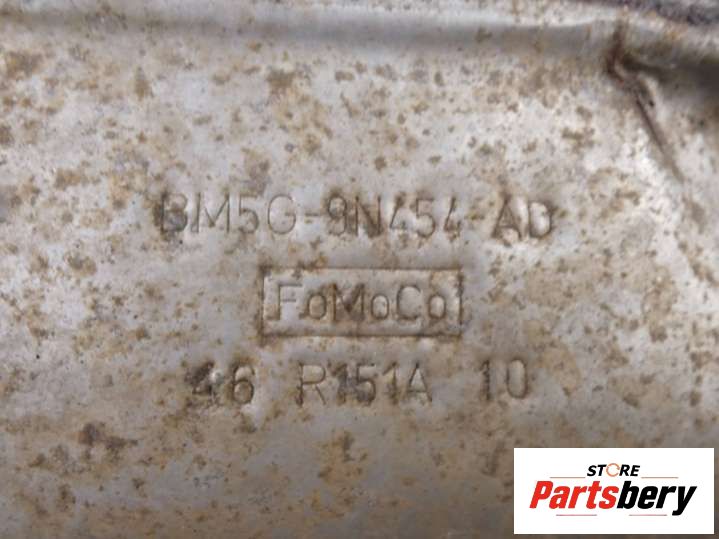 BM5G-9N454-AD
FoMoCo
46 R151A 10
STORE
Partsbery